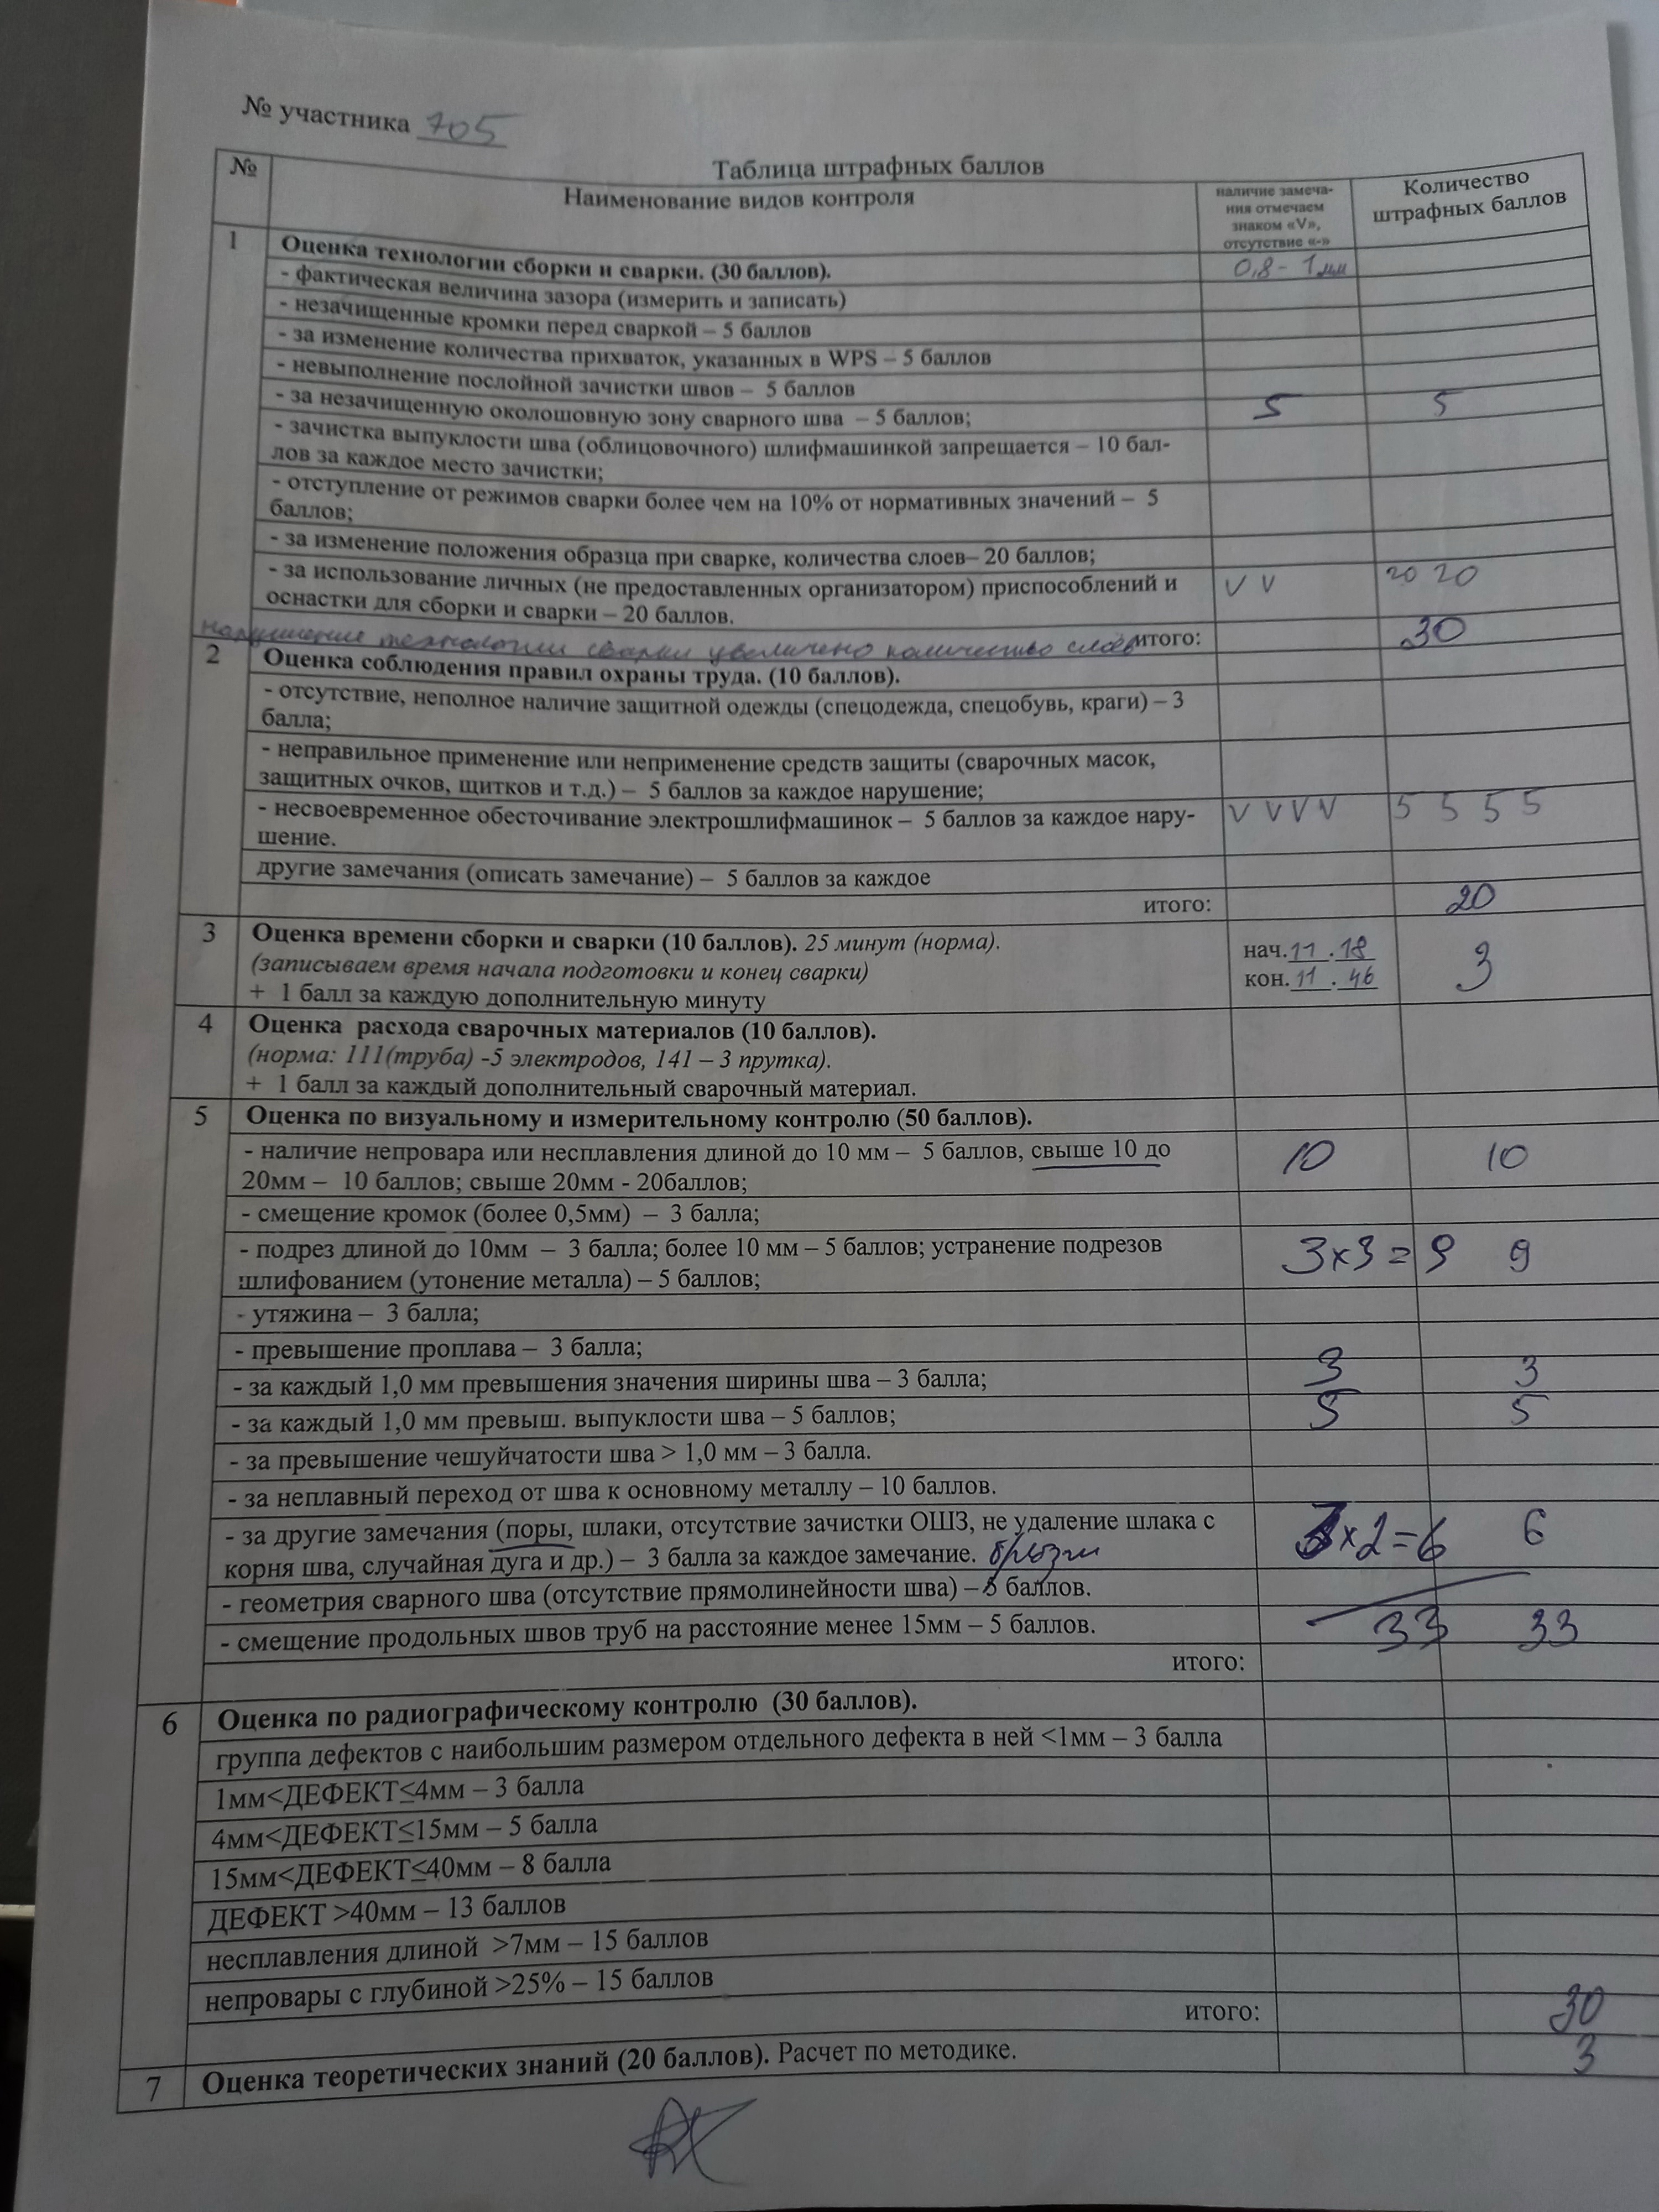 № участника 705
Таблица штрафных баллов
№
Наименование видов контроля
наличие замеча-
ния отмечаем
знаком «V»,
отсутствие «-»
Количество
штрафных баллов
1
Оценка технологии сборки и сварки. (30 баллов).
- фактическая величина зазора (измерить и записать)
0,8 - 1 мм
- незачищенные кромки перед сваркой – 5 баллов
- за изменение количества прихваток, указанных в WPS – 5 баллов
- невыполнение послойной зачистки швов – 5 баллов
- за незачищенную околошовную зону сварного шва – 5 баллов;
5 5
- зачистка выпуклости шва (облицовочного) шлифмашинкой запрещается – 10 бал-
лов за каждое место зачистки;
- отступление от режимов сварки более чем на 10% от нормативных значений – 5
баллов;
- за изменение положения образца при сварке, количества слоев– 20 баллов;
- за использование личных (не предоставленных организатором) приспособлений и
оснастки для сборки и сварки – 20 баллов.
V V 20 20
нарушение технологии сварки увеличено количество слоёв
итого: 30
2
Оценка соблюдения правил охраны труда. (10 баллов).
- отсутствие, неполное наличие защитной одежды (спецодежда, спецобувь, краги) – 3
балла;
- неправильное применение или неприменение средств защиты (сварочных масок,
защитных очков, щитков и т.д.) – 5 баллов за каждое нарушение;
- несвоевременное обесточивание электрошлифмашинок – 5 баллов за каждое нару-
шение.
V V V V 5 5 5 5
другие замечания (описать замечание) – 5 баллов за каждое
итого: 20
3
Оценка времени сборки и сварки (10 баллов). 25 минут (норма).
(записываем время начала подготовки и конец сварки)
+ 1 балл за каждую дополнительную минуту
нач. 11 . 18
кон. 11 . 46
3
4
Оценка расхода сварочных материалов (10 баллов).
(норма: 111(труба) -5 электродов, 141 – 3 прутка).
+ 1 балл за каждый дополнительный сварочный материал.
5
Оценка по визуальному и измерительному контролю (50 баллов).
- наличие непровара или несплавления длиной до 10 мм – 5 баллов, свыше 10 до
20мм – 10 баллов; свыше 20мм - 20баллов;
10 10
- смещение кромок (более 0,5мм) – 3 балла;
- подрез длиной до 10мм – 3 балла; более 10 мм – 5 баллов; устранение подрезов
шлифованием (утонение металла) – 5 баллов;
3x3 = 9 9
- утяжина – 3 балла;
- превышение проплава – 3 балла;
- за каждый 1,0 мм превышения значения ширины шва – 3 балла;
3 3
- за каждый 1,0 мм превыш. выпуклости шва – 5 баллов;
5 5
- за превышение чешуйчатости шва > 1,0 мм – 3 балла.
- за неплавный переход от шва к основному металлу – 10 баллов.
- за другие замечания (поры, шлаки, отсутствие зачистки ОШЗ, не удаление шлака с
корня шва, случайная дуга и др.) – 3 балла за каждое замечание. брызги
3x2=6 6
- геометрия сварного шва (отсутствие прямолинейности шва) – 5 баллов.
- смещение продольных швов труб на расстояние менее 15мм – 5 баллов.
33 33
итого:
6
Оценка по радиографическому контролю (30 баллов).
группа дефектов с наибольшим размером отдельного дефекта в ней <1мм – 3 балла
1мм<ДЕФЕКТ≤4мм – 3 балла
4мм<ДЕФЕКТ≤15мм – 5 балла
15мм<ДЕФЕКТ≤40мм – 8 балла
ДЕФЕКТ >40мм – 13 баллов
несплавления длиной >7мм – 15 баллов
непровары с глубиной >25% – 15 баллов
итого: 30
7
Оценка теоретических знаний (20 баллов). Расчет по методике.
3